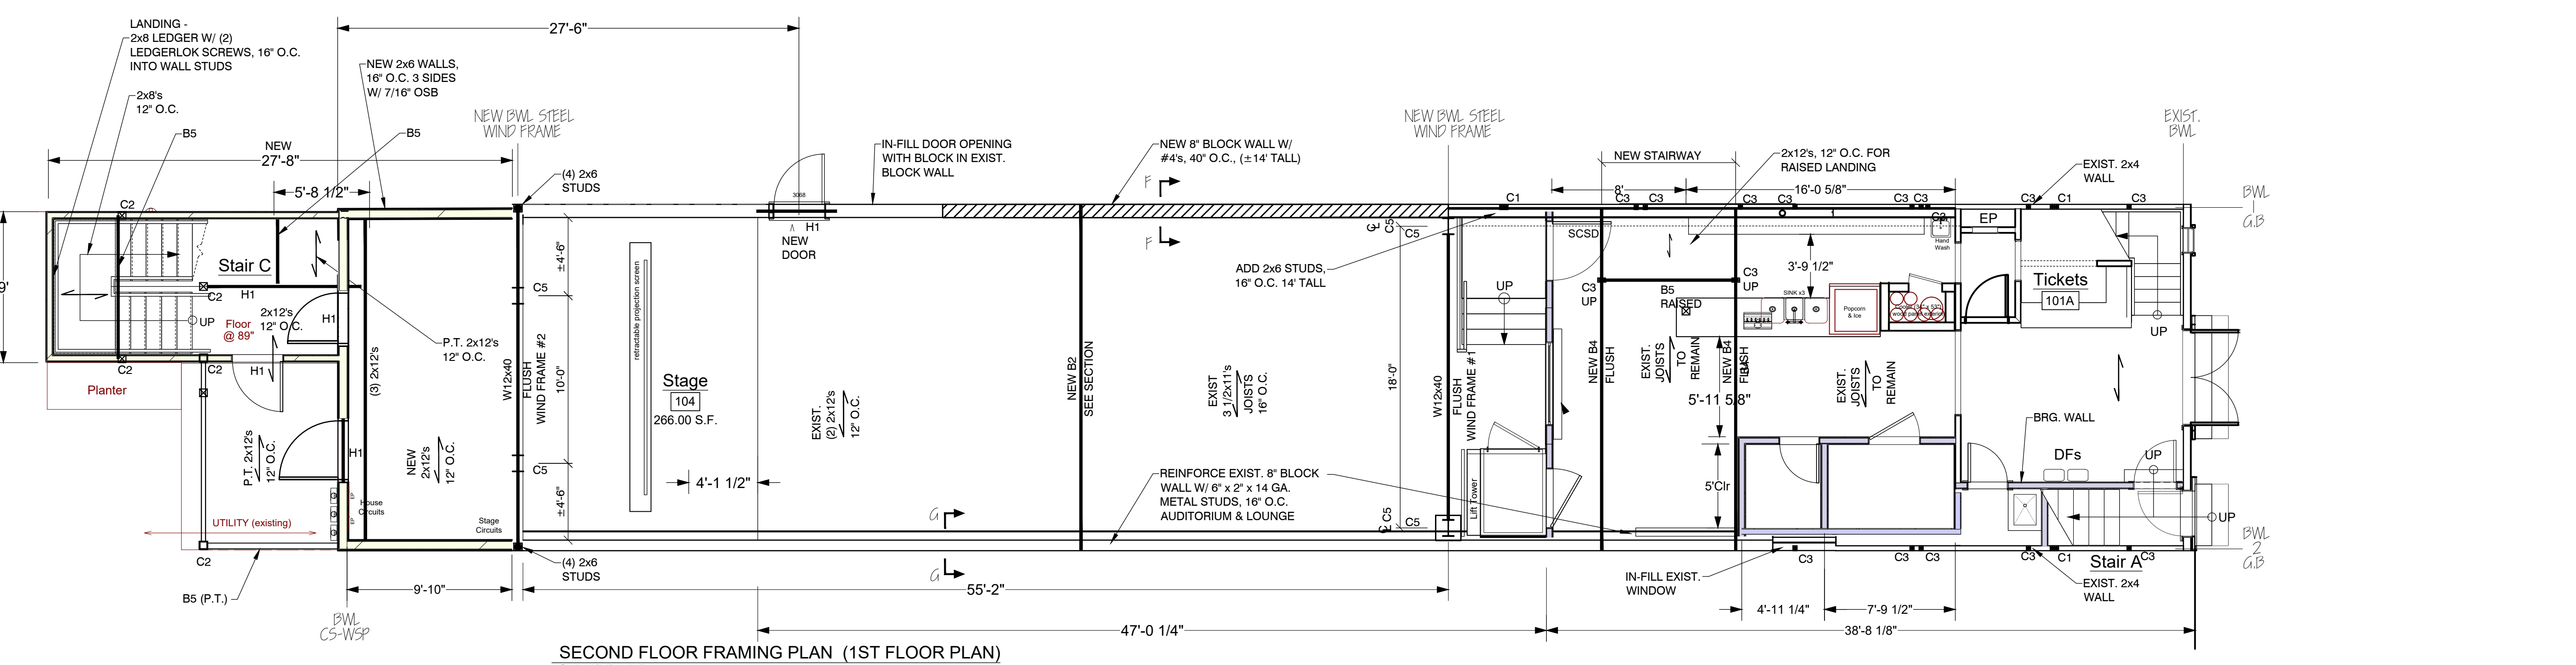 LANDING -
2x8 LEDGER W/ (2)
LEDGERLOK SCREWS, 16" O.C.
INTO WALL STUDS
2x8's
12" O.C.
B5
NEW
27'-8"
5'-8 1/2"
27'-6"
NEW 2x6 WALLS,
16" O.C. 3 SIDES
W/ 7/16" OSB
B5
NEW BWL STEEL
WIND FRAME
(4) 2x6
STUDS
3068
H1
NEW
DOOR
IN-FILL DOOR OPENING
WITH BLOCK IN EXIST.
BLOCK WALL
NEW 8" BLOCK WALL W/
#4's, 40" O.C., (±14' TALL)
F
F
NEW BWL STEEL
WIND FRAME
NEW STAIRWAY
2x12's, 12" O.C. FOR
RAISED LANDING
EXIST. 2x4
WALL
EXIST.
BWL
BWL
1
G.B
8'
16'-0 5/8"
C1
C3
C3
C3
C3
C3
C3
C3
C3
C1
C3
EP
SCSD
Hand
Wash
C5
C5
ADD 2x6 STUDS,
16" O.C. 14' TALL
3'-9 1/2"
Tickets
101A
UP
C3
UP
C3
UP
B5
RAISED
SINK x3
Popcorn
& Ice
UP
9'
C2
Stair C
C2
H1
UP
Floor
@ 89"
2x12's
12" O.C.
H1
C2
C2
H1
Planter
P.T. 2x12's
12" O.C.
(3) 2x12's
P.T. 2x12's
12" O.C.
H1
NEW
2x12's
12" O.C.
EP
EP
House
Circuits
Stage
Circuits
UTILITY (existing)
C2
B5 (P.T.)
W12x40
FLUSH
WIND FRAME #2
±4'-6"
C5
10'-0"
C5
±4'-6"
retractable projection screen
Stage
104
266.00 S.F.
4'-1 1/2"
EXIST.
(2) 2x12's
12" O.C.
NEW B2
SEE SECTION
EXIST
3 1/2x11's
JOISTS
16" O.C.
18'-0"
W12x40
FLUSH
WIND FRAME #1
REINFORCE EXIST. 8" BLOCK
WALL W/ 6" x 2" x 14 GA.
METAL STUDS, 16" O.C.
AUDITORIUM & LOUNGE
G
G
C5
C5
Lift Tower
NEW B4
FLUSH
EXIST.
JOISTS
TO
REMAIN
NEW B4
FLUSH
5'-11 5/8"
5'Clr
EXIST.
JOISTS
TO
REMAIN
BRG. WALL
DFs
UP
UP
BWL
2
G.B
C3
C3
C3
C3
C1
C3
Stair A
EXIST. 2x4
WALL
IN-FILL EXIST.
WINDOW
(4) 2x6
STUDS
9'-10"
55'-2"
4'-11 1/4"
7'-9 1/2"
BWL
CS-WSP
47'-0 1/4"
38'-8 1/8"
SECOND FLOOR FRAMING PLAN (1ST FLOOR PLAN)